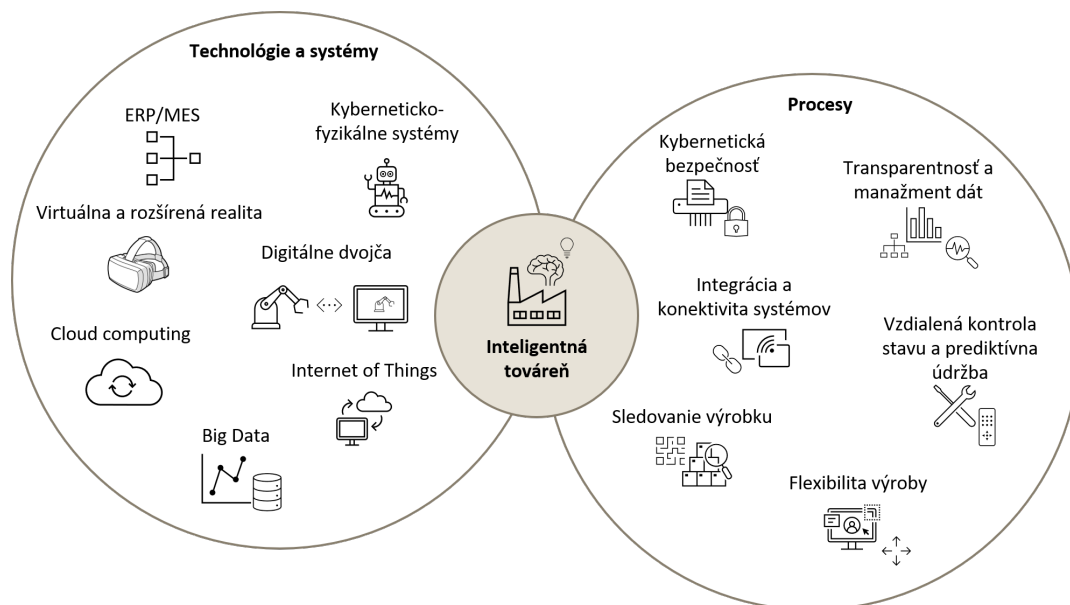 Technológie a systémy
ERP/MES
Kyberneticko-
fyzikálne systémy
Virtuálna a rozšírená realita
Digitálne dvojča
Cloud computing
Internet of Things
Big Data
Inteligentná
továreň
Procesy
Kybernetická
bezpečnosť
Transparentnosť a
manažment dát
Integrácia a
konektivita systémov
Vzdialená kontrola
stavu a prediktívna
údržba
Sledovanie výrobku
Flexibilita výroby